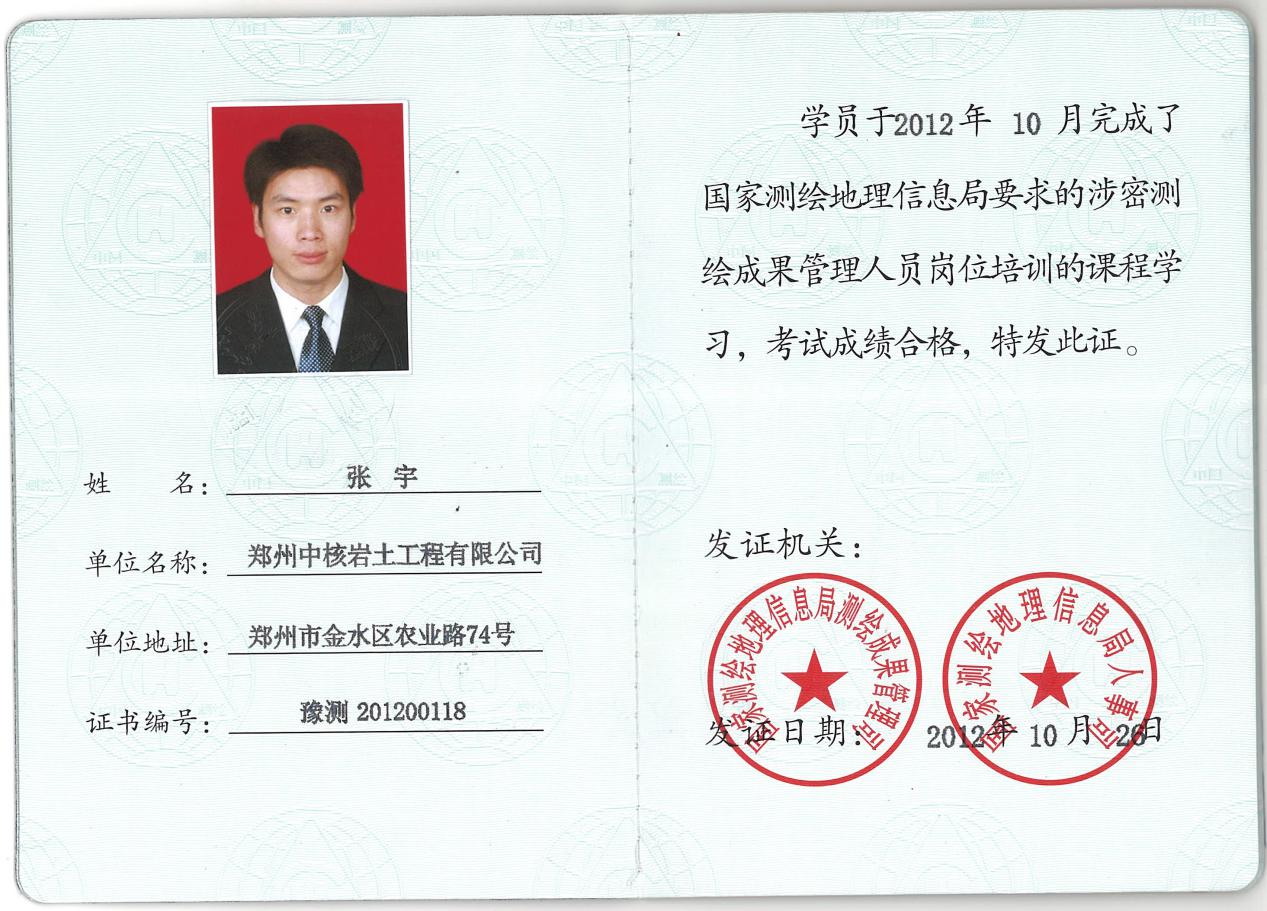 姓 名： 张 宇
单位名称： 郑州中核岩土工程有限公司
单位地址： 郑州市金水区农业路74号
证书编号： 豫测 201200118
学员于2012年 10 月完成了
国家测绘地理信息局要求的涉密测
绘成果管理人员岗位培训的课程学
习，考试成绩合格，特发此证。
发证机关：
国家测绘地理信息局测绘成果管理司
国家测绘地理信息局人事司
发证日期： 2012年 10 月 26日